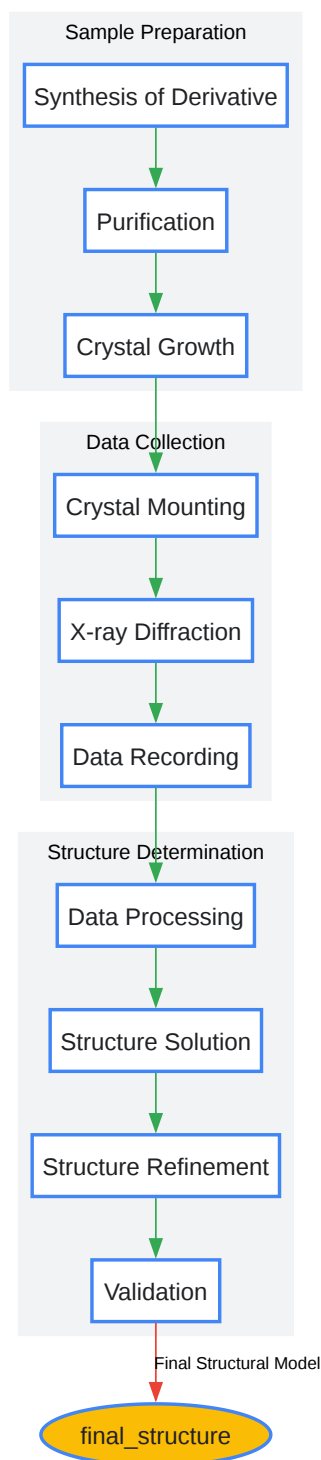 Sample Preparation
Synthesis of Derivative
Purification
Crystal Growth
Data Collection
Crystal Mounting
X-ray Diffraction
Data Recording
Structure Determination
Data Processing
Structure Solution
Structure Refinement
Validation
Final Structural Model
final_structure